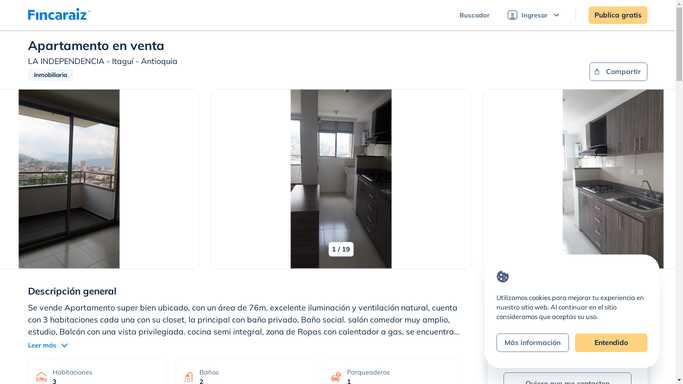 Fincaraiz
Buscador
Ingresar
Publica gratis
Apartamento en venta
LA INDEPENDENCIA - Itaguí - Antioquia
Inmobiliaria
Compartir
1 / 19
Descripción general
Se vende Apartamento super bien ubicado, con un área de 76m, excelente iluminación y ventilación natural, cuenta
con 3 habitaciones cada una con su closet, la principal con baño privado, Baño social, salón comedor muy amplio,
estudio, Balcón con una vista privilegiada, cocina semi integral, zona de Ropas con calentador a gas, se encuentra...
Leer más
Habitaciones
3
Baños
2
Parqueaderos
1
Utilizamos cookies para mejorar tu experiencia en
nuestro sitio web. Al continuar en el sitio
consideramos que aceptas su uso.
Más información
Entendido
Quiero que me contacten